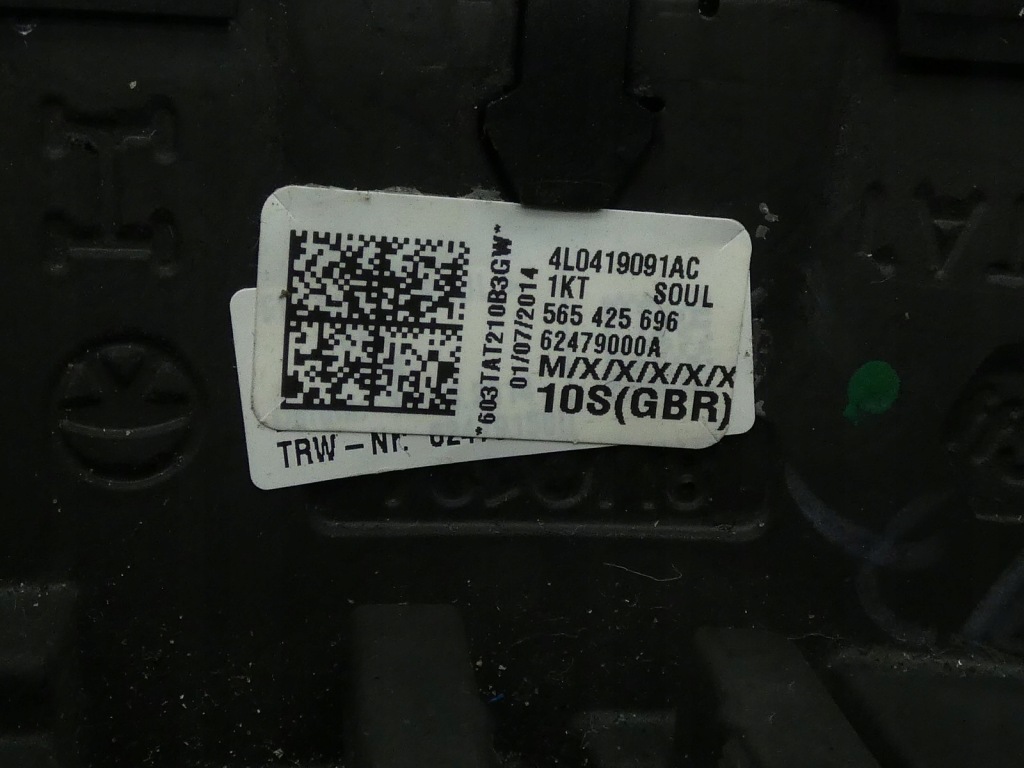 4L0419091AC
1KT SOUL
565 425 696
62479000A
M/X/X/X/X/X
10S(GBR)
*603TAT210B3GW*
01/07/2014
TRW-Nr.